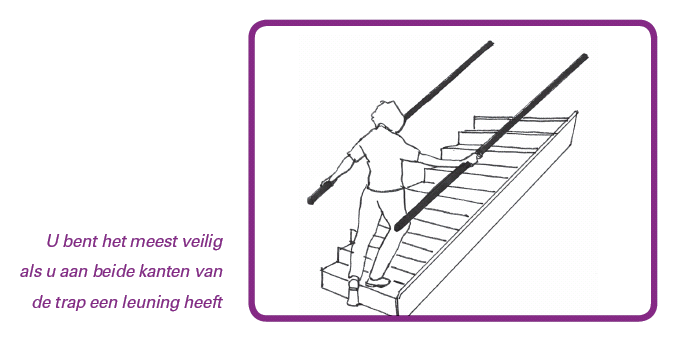 U bent het meest veilig
als u aan beide kanten van
de trap een leuning heeft